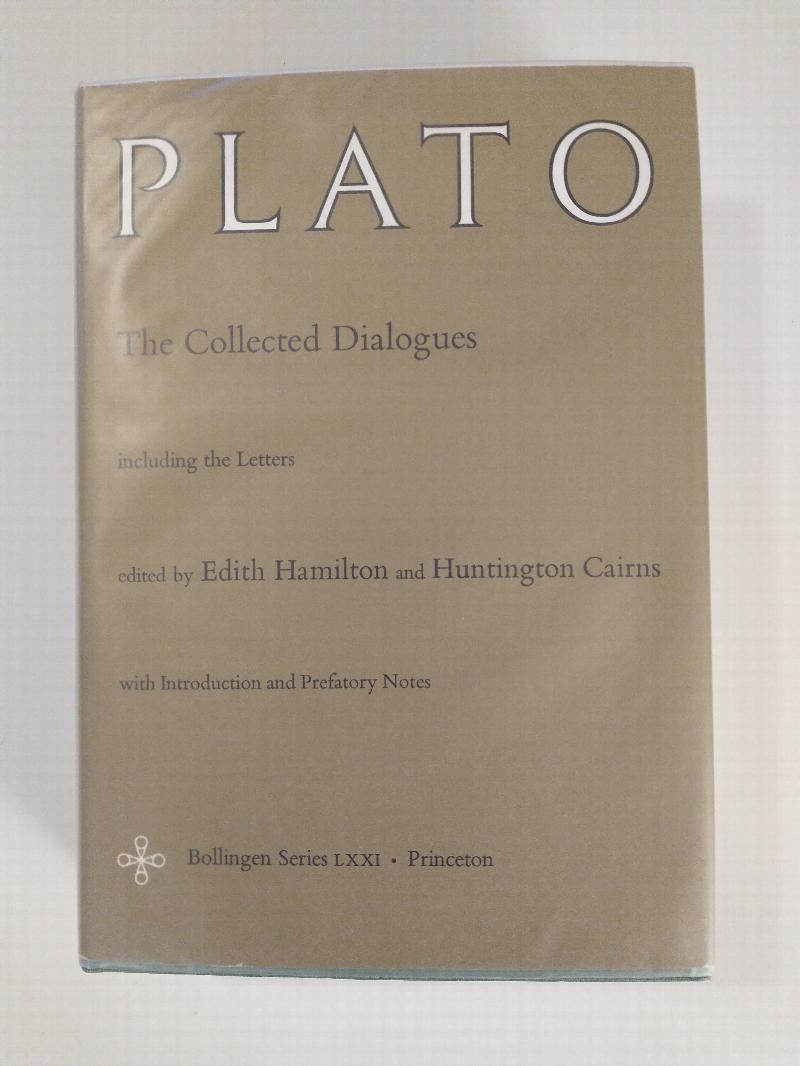 PLATO
The Collected Dialogues
including the Letters
edited by Edith Hamilton and Huntington Cairns
with Introduction and Prefatory Notes
Bollingen Series LXXI · Princeton